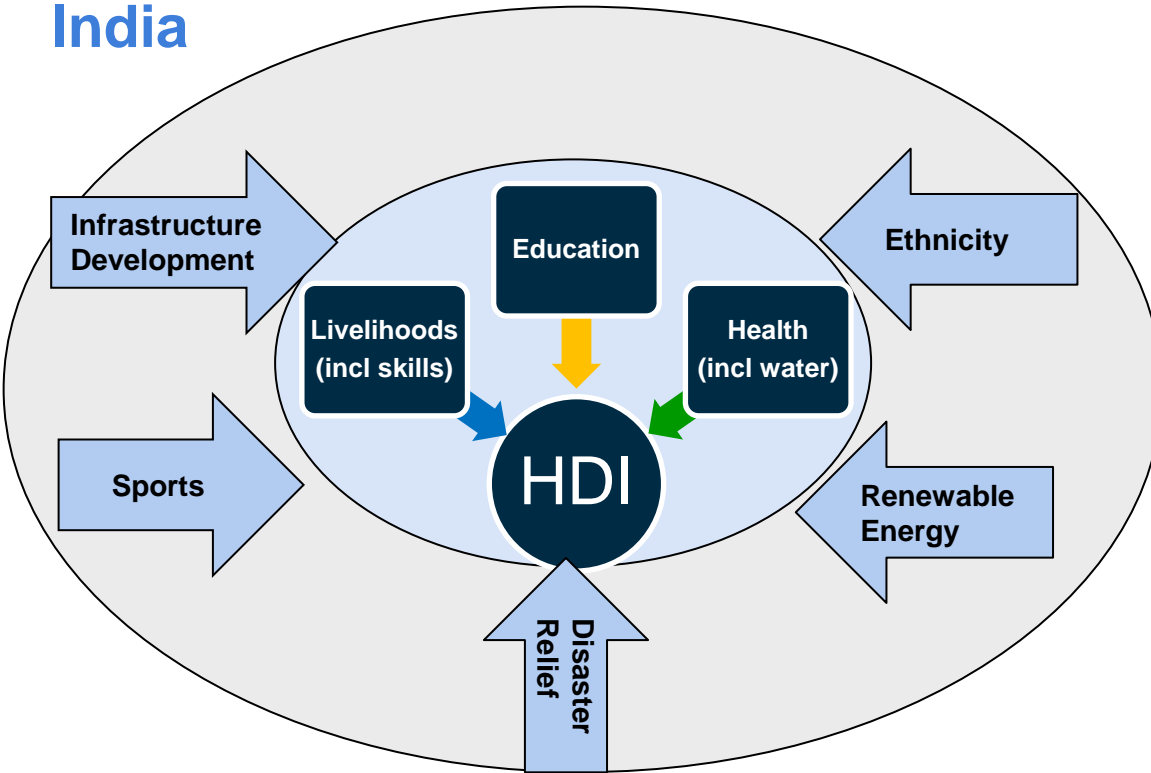 India
Infrastructure
Development
Education
Ethnicity
Livelihoods
(incl skills)
Health
(incl water)
HDI
Sports
Renewable
Energy
Disaster
Relief